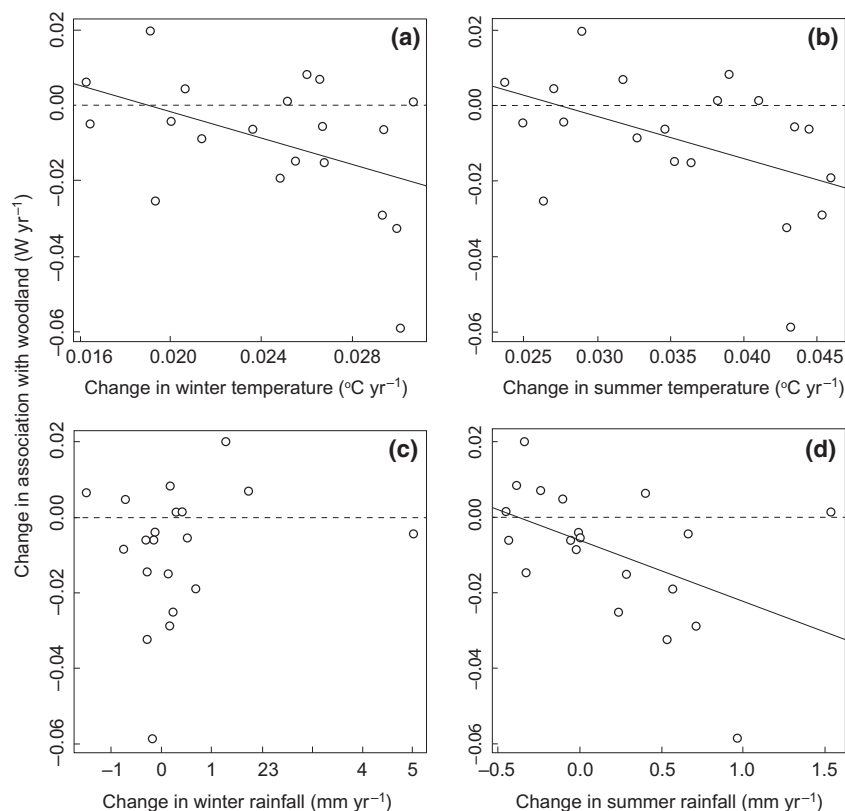 Change in association with woodland (W yr–1)
(a)
0.02
0.00
–0.02
–0.04
–0.06
0.016 0.020 0.024 0.028
Change in winter temperature (oC yr–1)
(b)
0.02
0.00
–0.02
–0.04
–0.06
0.025 0.030 0.035 0.040 0.045
Change in summer temperature (oC yr–1)
(c)
0.02
0.00
–0.02
–0.04
–0.06
–1 0 1 23 4 5
Change in winter rainfall (mm yr–1)
(d)
0.02
0.00
–0.02
–0.04
–0.06
–0.5 0.0 0.5 1.0 1.5
Change in summer rainfall (mm yr–1)